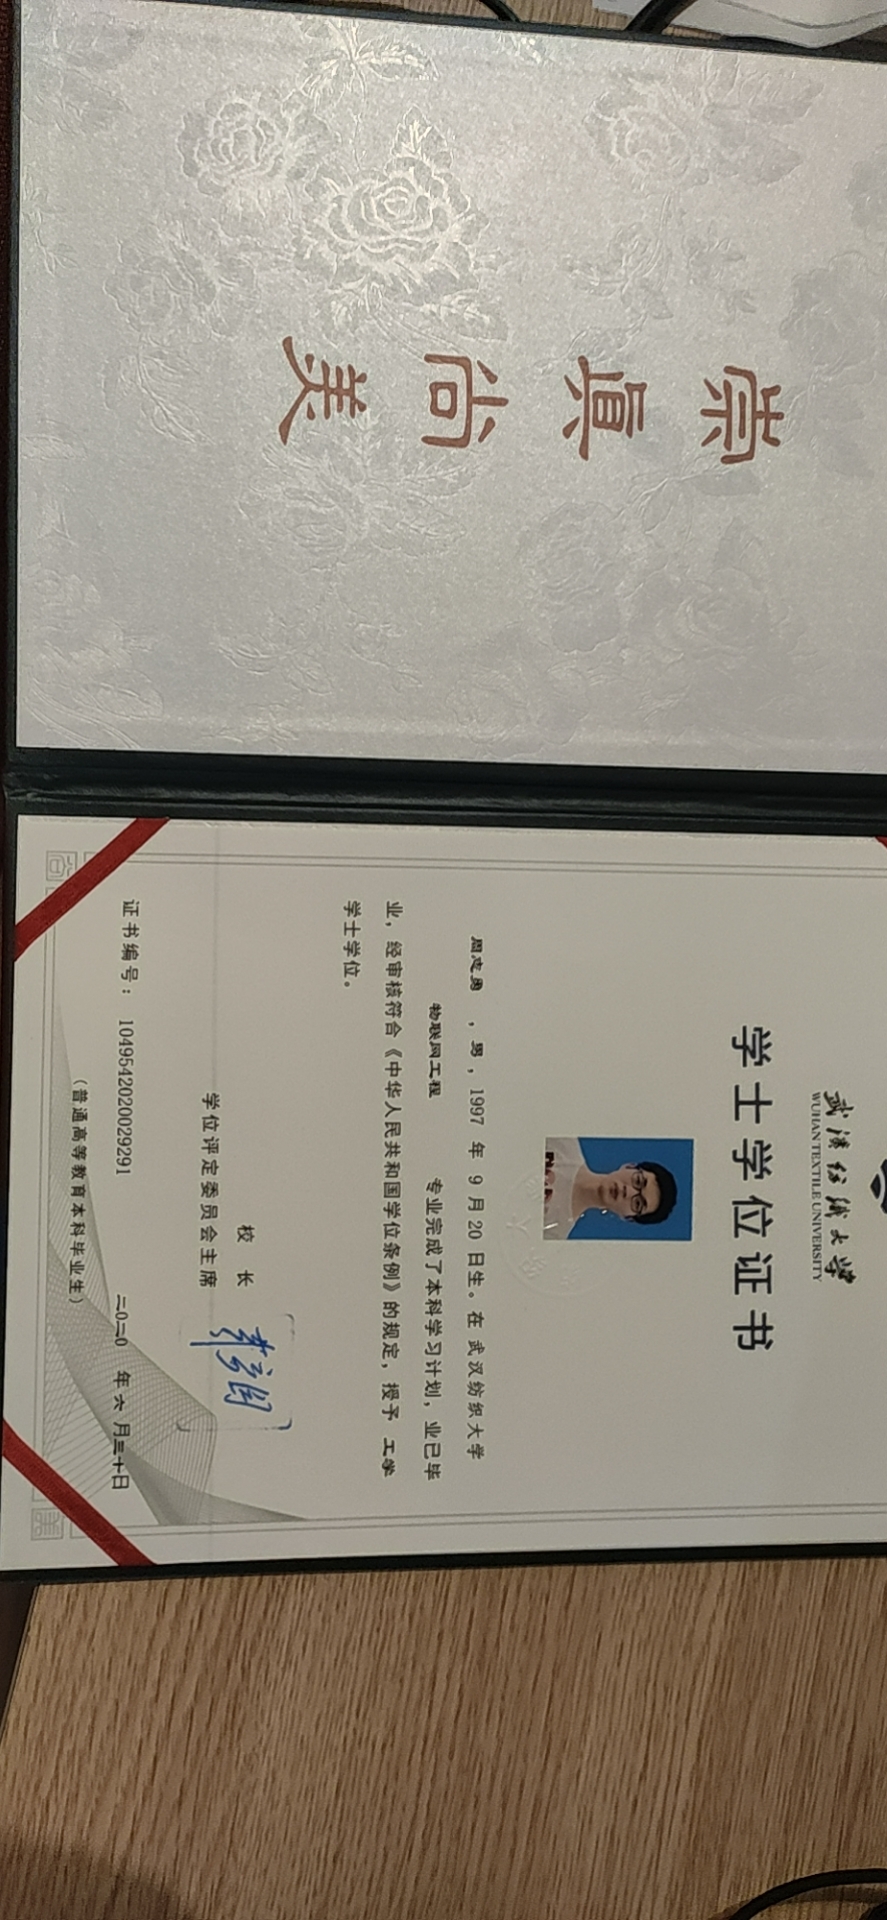 崇真尚美
武汉纺织大学
WUHAN TEXTILE UNIVERSITY
学士学位证书
周志勇 ，男，1997 年 9 月 20 日生。在 武汉纺织大学
物联网工程 专业完成了本科学习计划，业已毕
业，经审核符合《中华人民共和国学位条例》的规定，授予 工学
学士学位。
校 长
学位评定委员会主席
证书编号：1049542020029291 二〇二〇 年 六 月三十日
（普通高等教育本科毕业生）